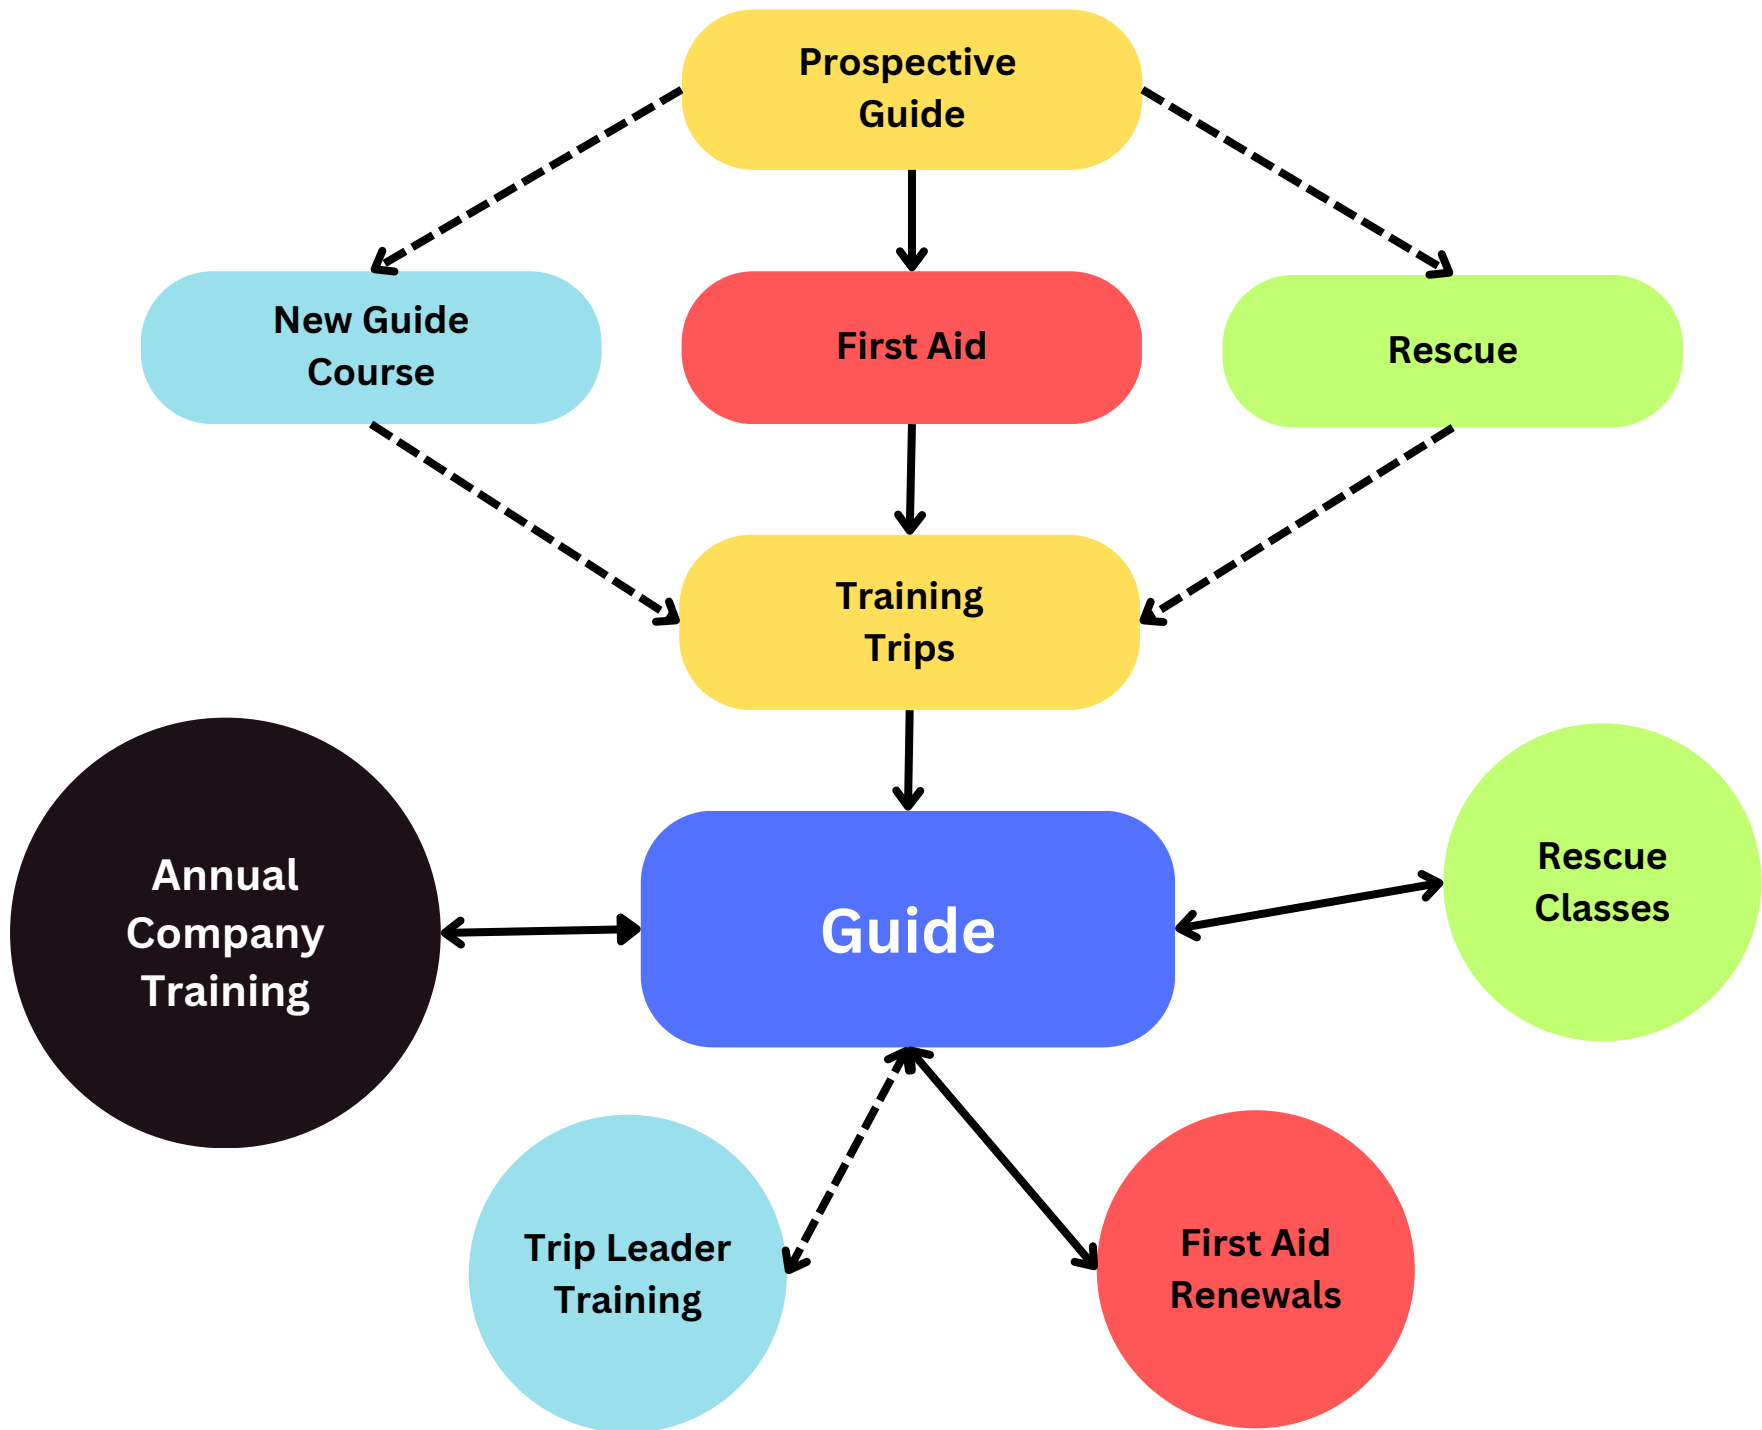 Prospective
Guide
New Guide
Course
First Aid
Rescue
Training
Trips
Annual
Company
Training
Guide
Rescue
Classes
Trip Leader
Training
First Aid
Renewals